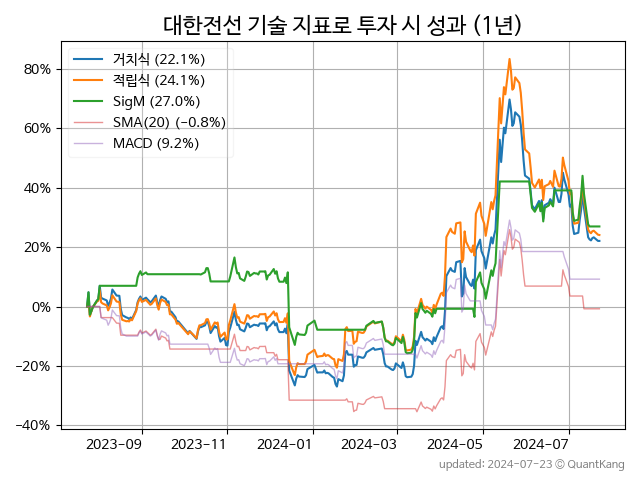 대한전선 기술 지표로 투자 시 성과 (1년)
거치식 (22.1%)
적립식 (24.1%)
SigM (27.0%)
SMA(20) (−0.8%)
MACD (9.2%)
80%
60%
40%
20%
0%
−20%
−40%
2023-09 2023-11 2024-01 2024-03 2024-05 2024-07
updated: 2024-07-23 © QuantKang